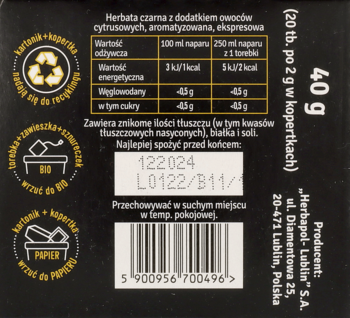 kartonik+kopertka
nadają się do recyklingu
torebka+zawieszka+sznureczek
BIO
wrzuć do BIO
kartonik + kopertka
PAPIER
wrzuć do PAPIERU
Herbata czarna z dodatkiem owoców
cytrusowych, aromatyzowana, ekspresowa
Wartość odżywcza 100 ml naparu 250 ml naparu z 1 torebki
Wartość energetyczna 3 kJ/1 kcal 5 kJ/2 kcal
Węglowodany <0,5 g <0,5 g
w tym cukry <0,5 g <0,5 g
Zawiera znikome ilości tłuszczu (w tym kwasów
tłuszczowych nasyconych), białka i soli.
Najlepiej spożyć przed końcem:
122024
L0122/B11/1
Przechowywać w suchym miejscu
w temp. pokojowej.
5 900956 700496 >
40 g
(20 tb. po 2 g w kopertkach)
Producent:
„Herbapol- Lublin” S.A.
ul. Diamentowa 25,
20-471 Lublin, Polska